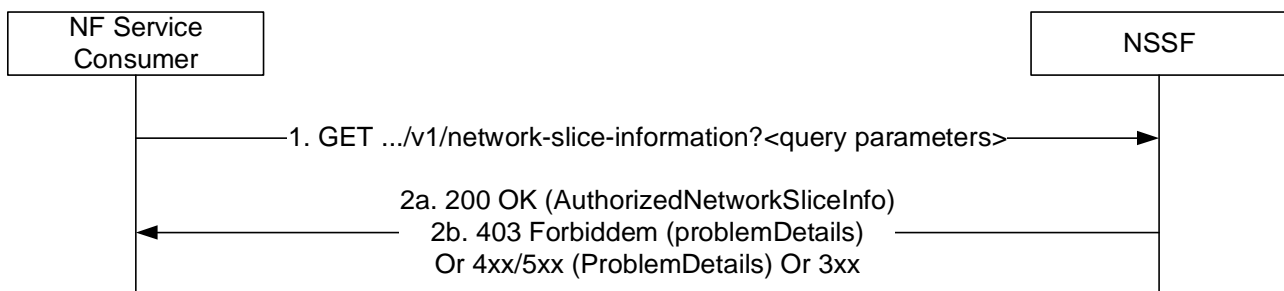 NF Service
Consumer
NSSF
1. GET .../v1/network-slice-information?<query parameters>
2a. 200 OK (AuthorizedNetworkSliceInfo)
2b. 403 Forbiddem (problemDetails)
Or 4xx/5xx (ProblemDetails) Or 3xx